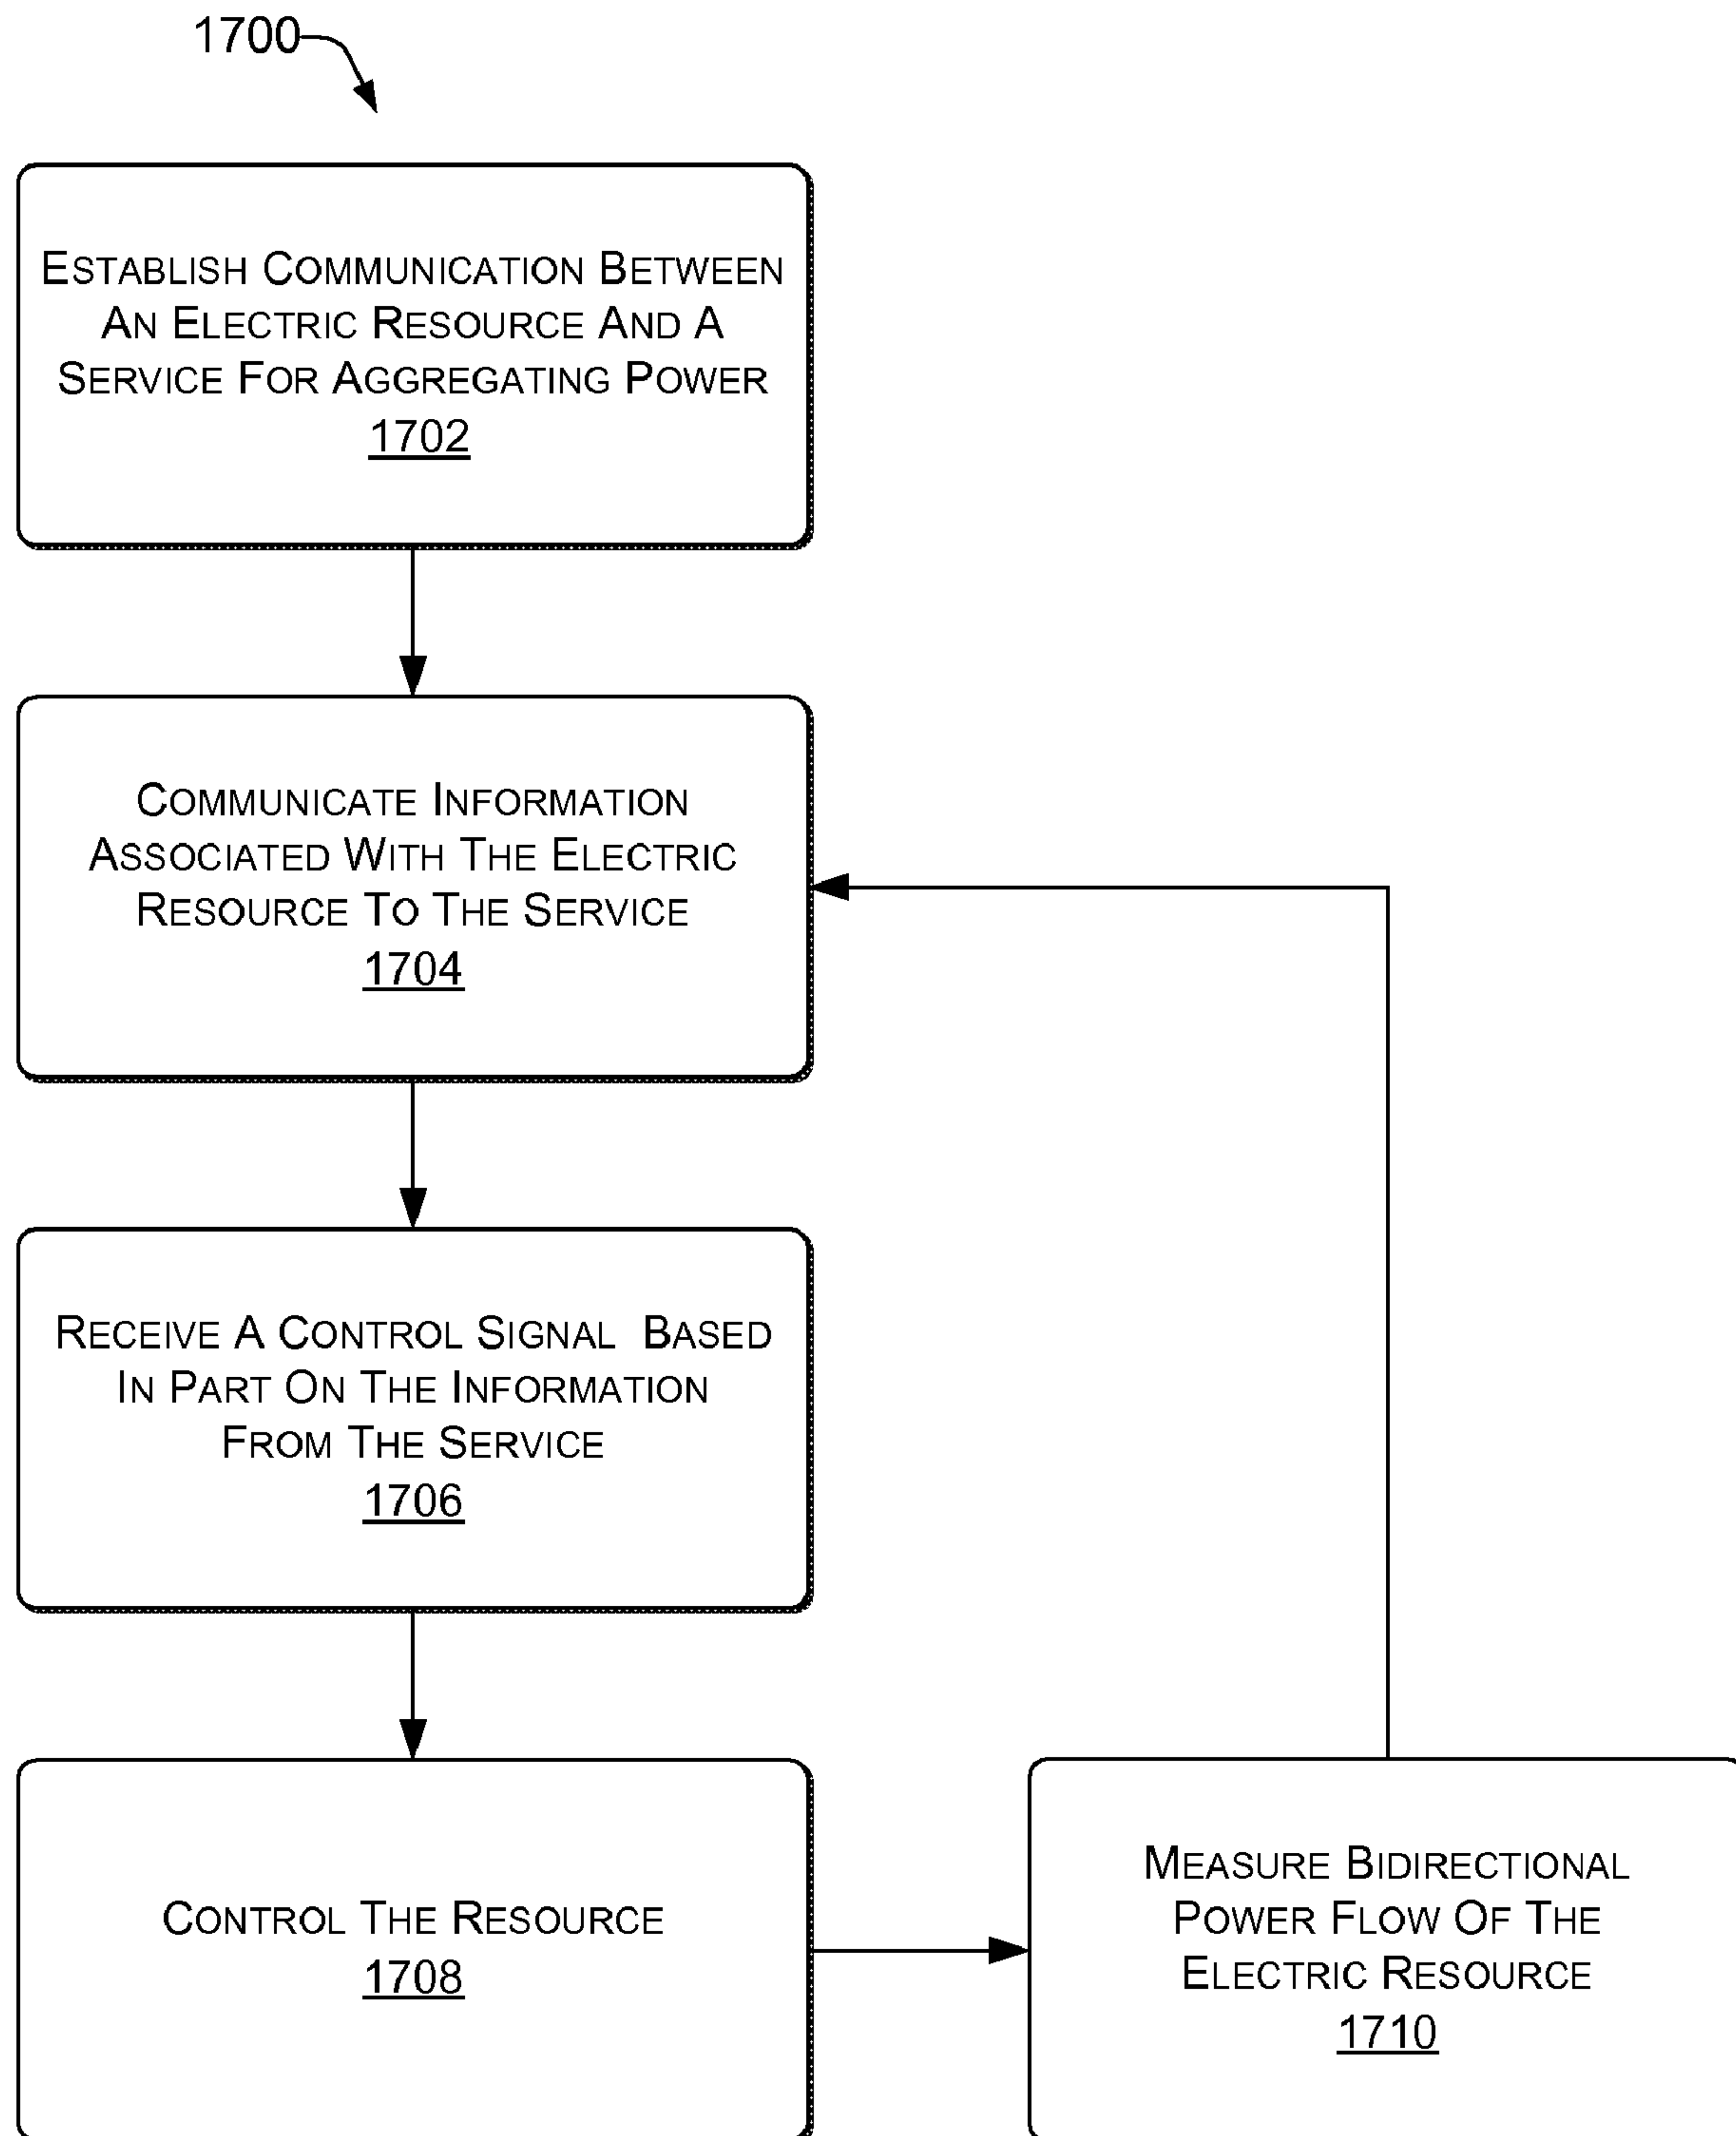 1700
ESTABLISH COMMUNICATION BETWEEN
AN ELECTRIC RESOURCE AND A
SERVICE FOR AGGREGATING POWER
1702
COMMUNICATE INFORMATION
ASSOCIATED WITH THE ELECTRIC
RESOURCE TO THE SERVICE
1704
RECEIVE A CONTROL SIGNAL BASED
IN PART ON THE INFORMATION
FROM THE SERVICE
1706
CONTROL THE RESOURCE
1708
MEASURE BIDIRECTIONAL
POWER FLOW OF THE
ELECTRIC RESOURCE
1710